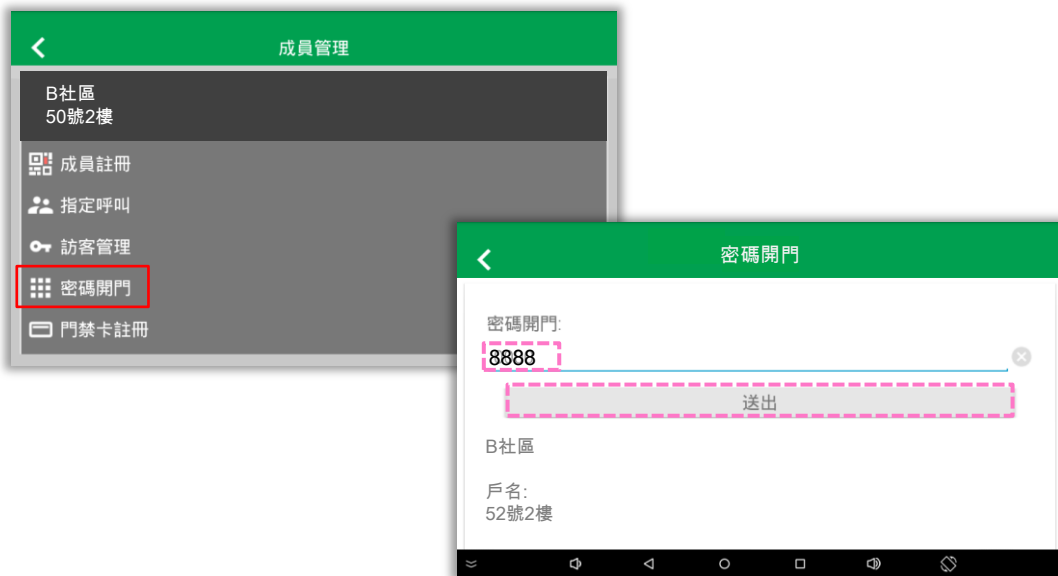 成員管理
B社區
50號2樓
成員註冊
指定呼叫
訪客管理
密碼開門
門禁卡註冊
密碼開門
密碼開門:
8888
送出
B社區
戶名:
52號2樓